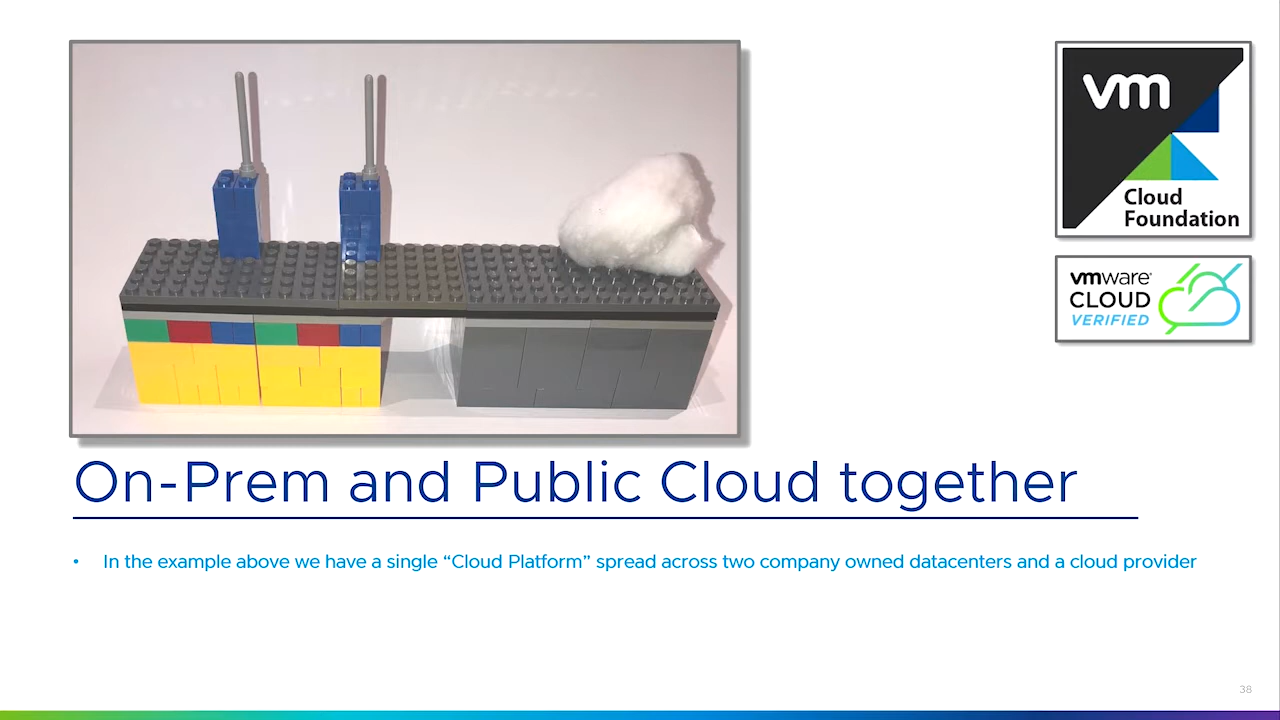 vm
Cloud
Foundation
vmware®
CLOUD
VERIFIED
On-Prem and Public Cloud together
• In the example above we have a single “Cloud Platform” spread across two company owned datacenters and a cloud provider
38